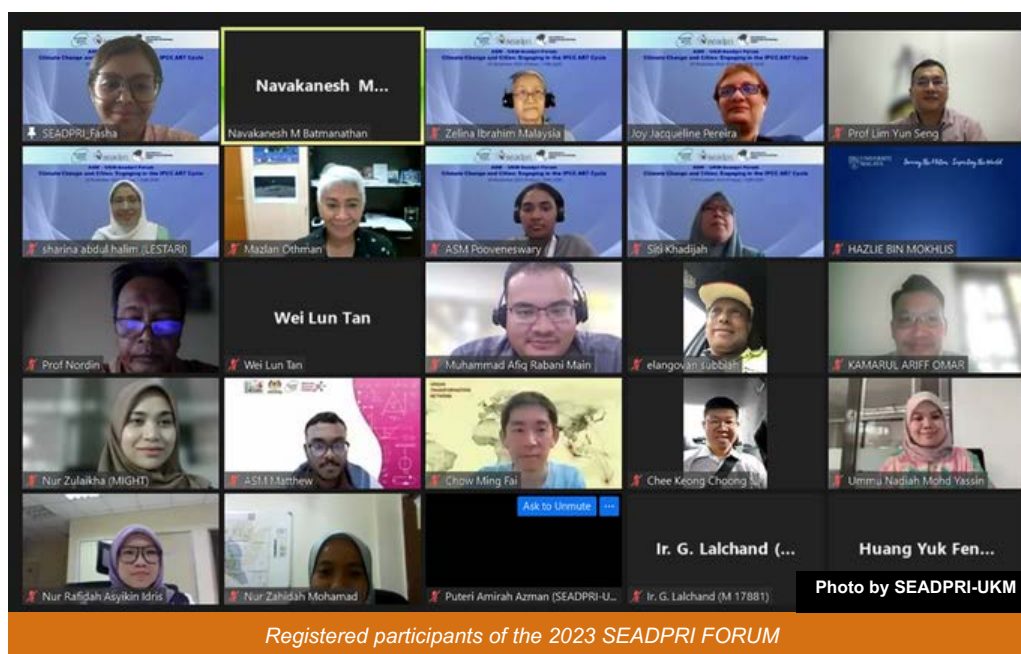 SEADPRI_Fasha
Navakanesh M...
Navakanesh M Batmanathan
Zelina Ibrahim Malaysia
Joy Jacqueline Pereira
Prof Lim Yun Seng
sharina abdul halim (LESTARI)
Mazlan Othman
ASM Pooveneswary
Siti Khadijah
HAZLIE BIN MOKHLIS
Prof Nordin
Wei Lun Tan
Wei Lun Tan
Muhammad Afiq Rabani Main
elangovan subbiah
KAMARUL ARIFF OMAR
Nur Zulaikha (MIGHT)
ASM Matthew
URBAN
TRANSFORMATION
NETWORK
Chow Ming Fai
Chee Keong Choong
Ummu Nadiah Mohd Yassin
Nur Rafidah Asyikin Idris
Nur Zahidah Mohamad
Ask to Unmute
Puteri Amirah Azman (SEADPRI-U...
Ir. G. Lalchand (...
Ir. G. Lalchand (M 17881)
Huang Yuk Fen...
Photo by SEADPRI-UKM
Registered participants of the 2023 SEADPRI FORUM